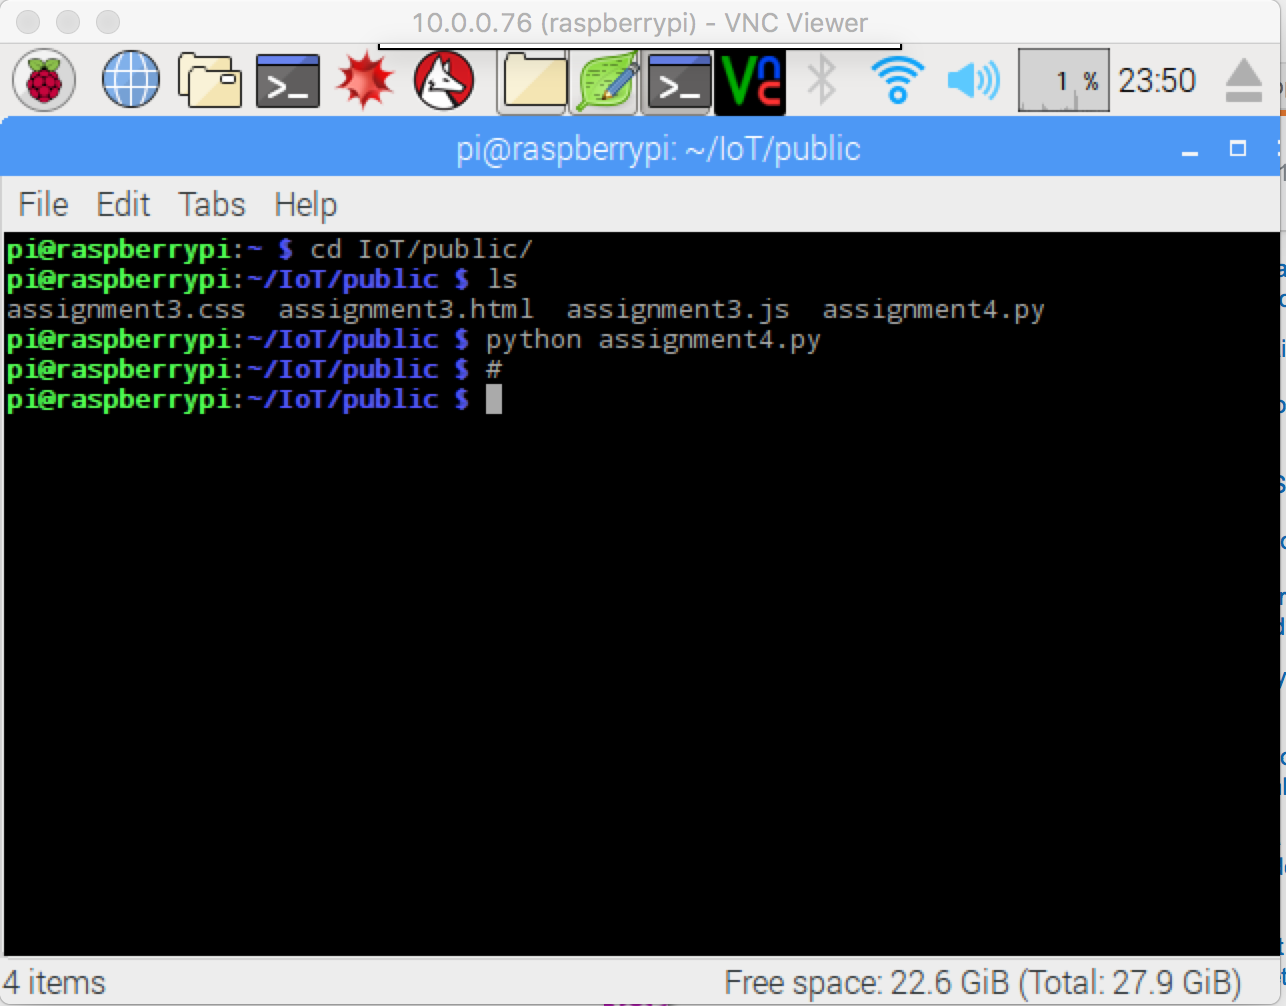 10.0.0.76 (raspberrypi) - VNC Viewer
1 % 23:50
pi@raspberrypi: ~/IoT/public
File Edit Tabs Help
pi@raspberrypi:~ $ cd IoT/public/
pi@raspberrypi:~/IoT/public $ ls
assignment3.css assignment3.html assignment3.js assignment4.py
pi@raspberrypi:~/IoT/public $ python assignment4.py
pi@raspberrypi:~/IoT/public $ #
pi@raspberrypi:~/IoT/public $
4 items Free space: 22.6 GiB (Total: 27.9 GiB)